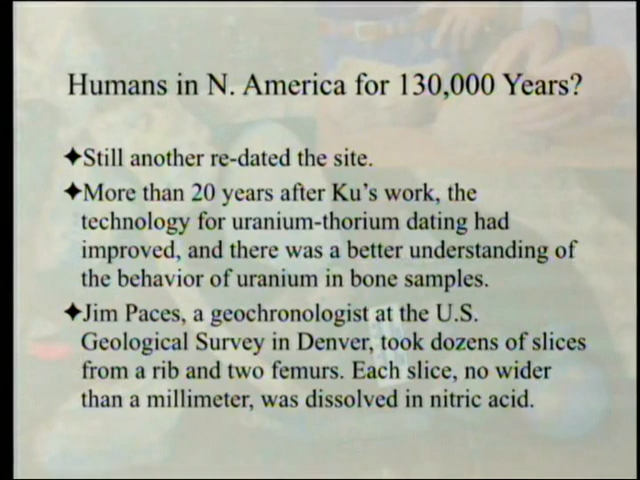 Humans in N. America for 130,000 Years?
✦Still another re-dated the site.
✦More than 20 years after Ku's work, the
technology for uranium-thorium dating had
improved, and there was a better understanding of
the behavior of uranium in bone samples.
✦Jim Paces, a geochronologist at the U.S.
Geological Survey in Denver, took dozens of slices
from a rib and two femurs. Each slice, no wider
than a millimeter, was dissolved in nitric acid.